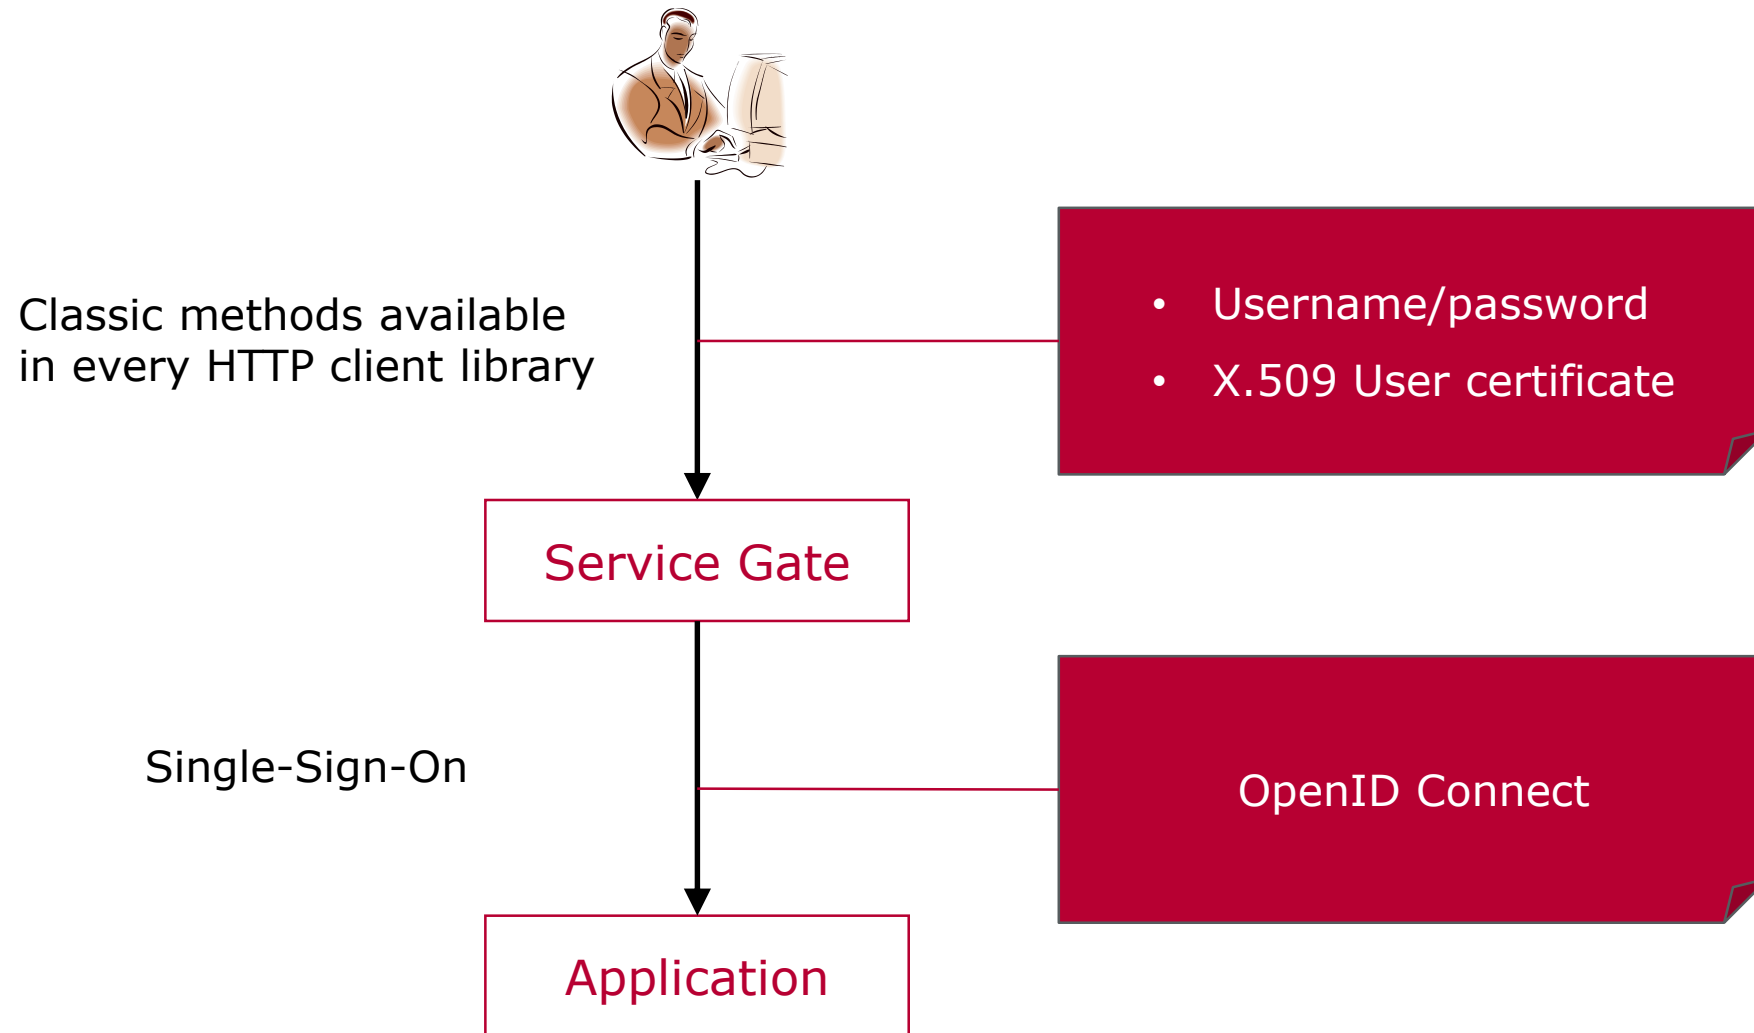 Classic methods available
in every HTTP client library
• Username/password
• X.509 User certificate
Service Gate
Single-Sign-On
OpenID Connect
Application